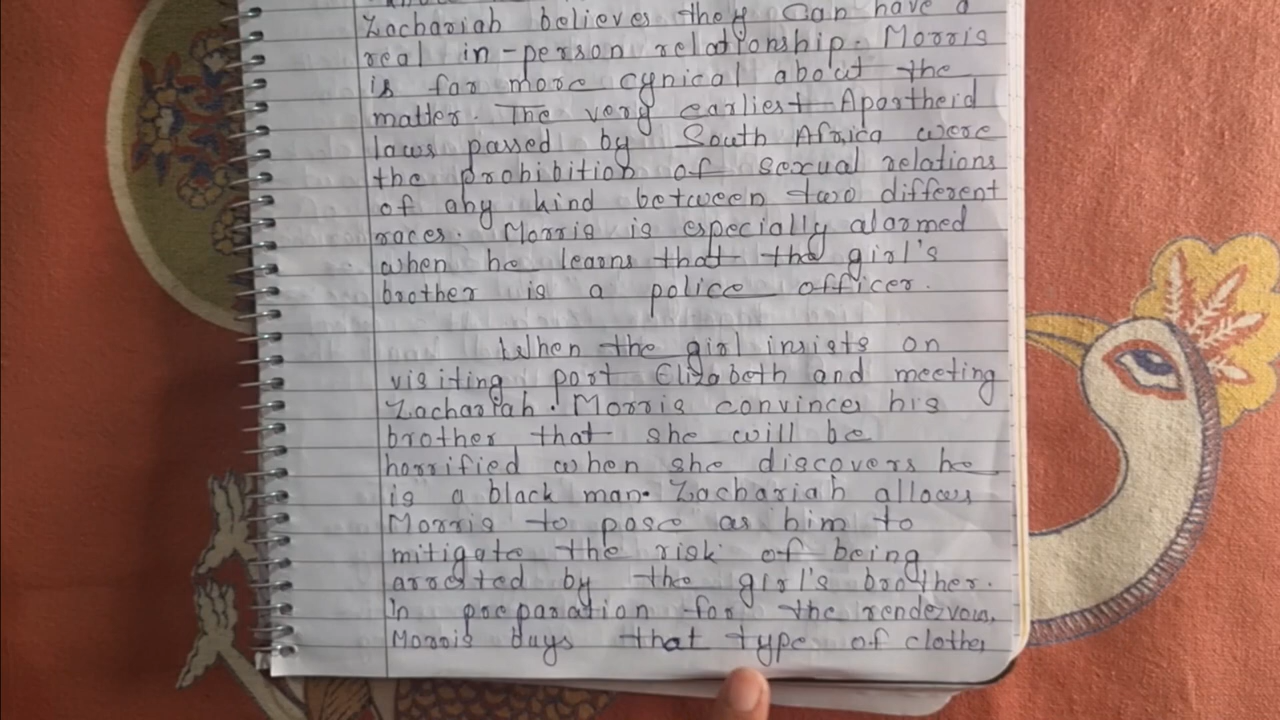 Zachariah believes they can have a
real in-person relationship. Morris
is far more cynical about the
matter. The very earliest Apartheid
laws passed by South Africa were
the prohibition of sexual relations
of any kind between two different
races. Morris is especially alarmed
when he learns that the girl's
brother is a police officer.
When the girl insists on
visiting port Elizabeth and meeting
Zachariah. Morris convinces his
brother that she will be
horrified when she discovers he
is a black man. Zachariah allows
Morris to pose as him to
mitigate the risk of being
arrested by the girl's brother.
In preparation for the rendezvous,
Morris buys that type of clothes